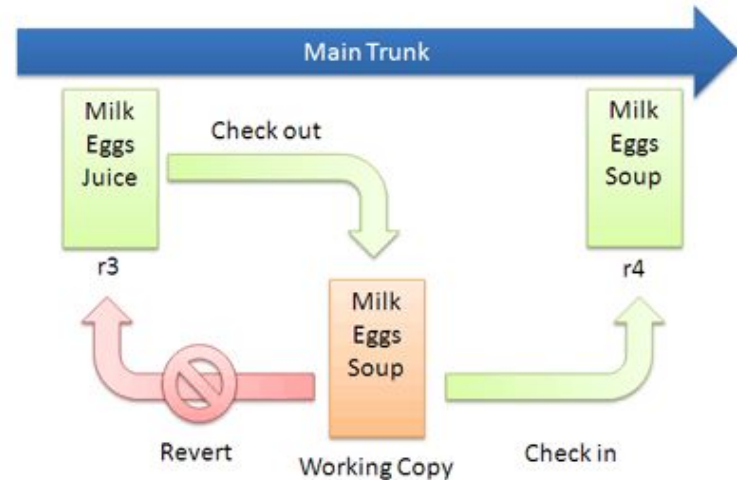 Main Trunk
Milk
Eggs
Juice
r3
Check out
Milk
Eggs
Soup
r4
Milk
Eggs
Soup
Working Copy
Revert
Check in